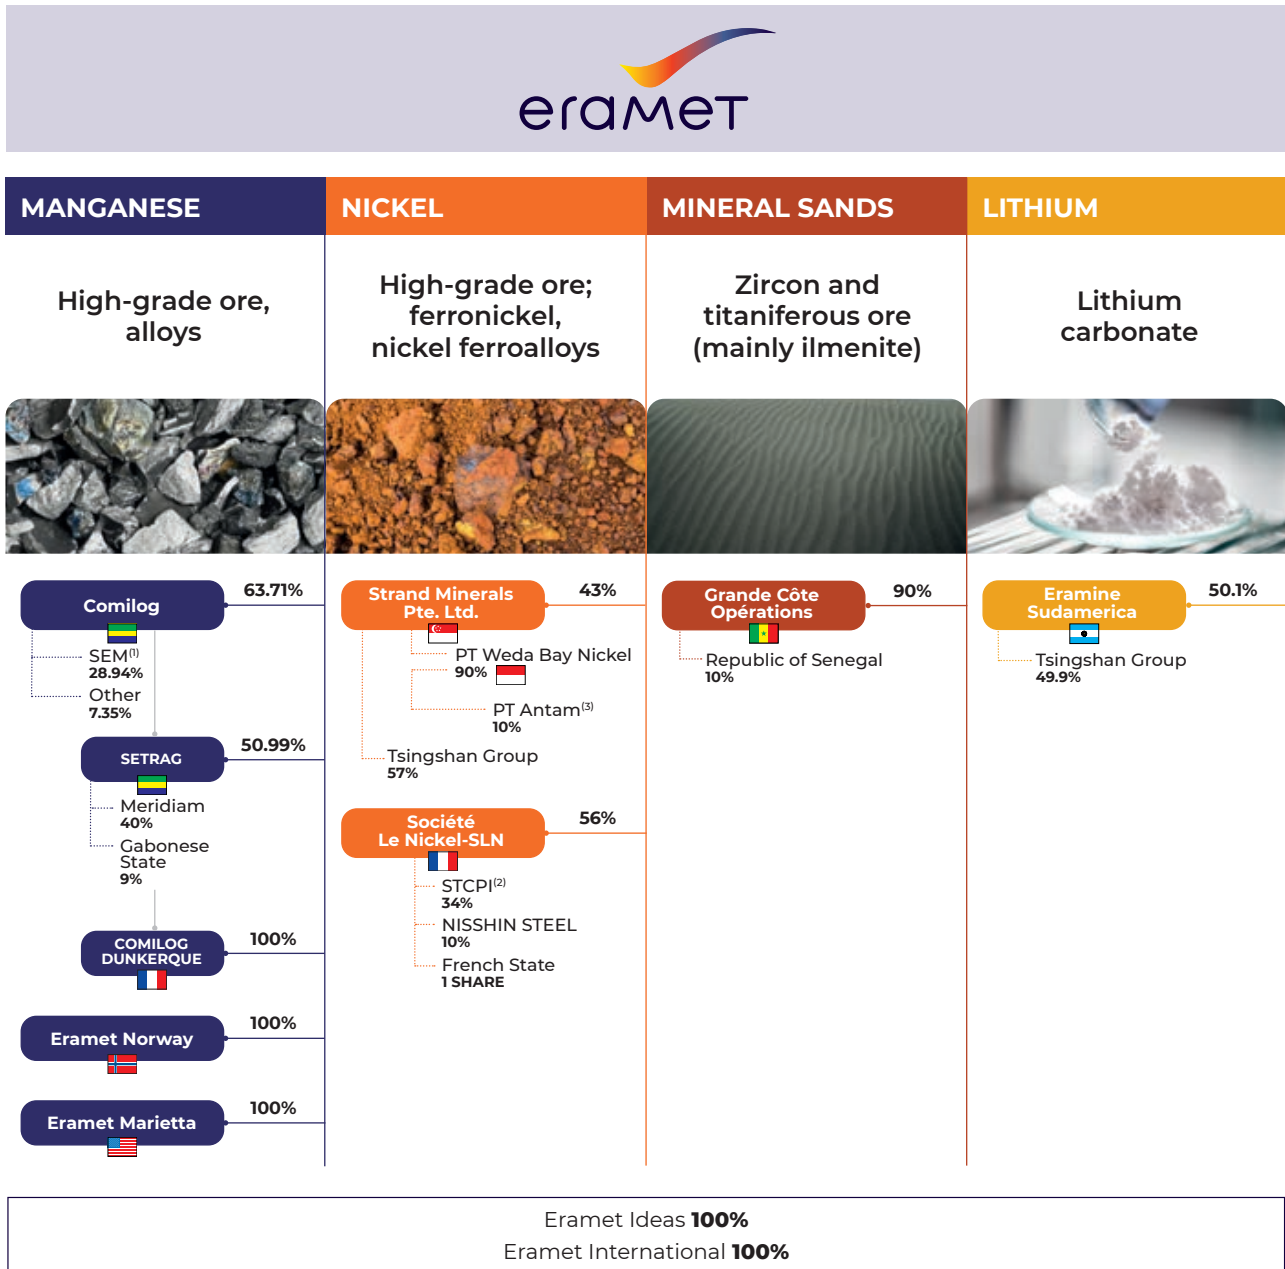 eramet
MANGANESE
High-grade ore,
alloys
Comilog
63.71%
SEM(1)
28.94%
Other
7.35%
SETRAG
50.99%
Meridiam
40%
Gabonese
State
9%
COMILOG
DUNKERQUE
100%
Eramet Norway
100%
Eramet Marietta
100%
NICKEL
High-grade ore;
ferronickel,
nickel ferroalloys
Strand Minerals
Pte. Ltd.
43%
PT Weda Bay Nickel
90%
PT Antam(3)
10%
Tsingshan Group
57%
Société
Le Nickel-SLN
56%
STCPI(2)
34%
NISSHIN STEEL
10%
French State
1 SHARE
MINERAL SANDS
Zircon and
titaniferous ore
(mainly ilmenite)
Grande Côte
Opérations
90%
Republic of Senegal
10%
LITHIUM
Lithium
carbonate
Eramine
Sudamerica
50.1%
Tsingshan Group
49.9%
Eramet Ideas 100%
Eramet International 100%